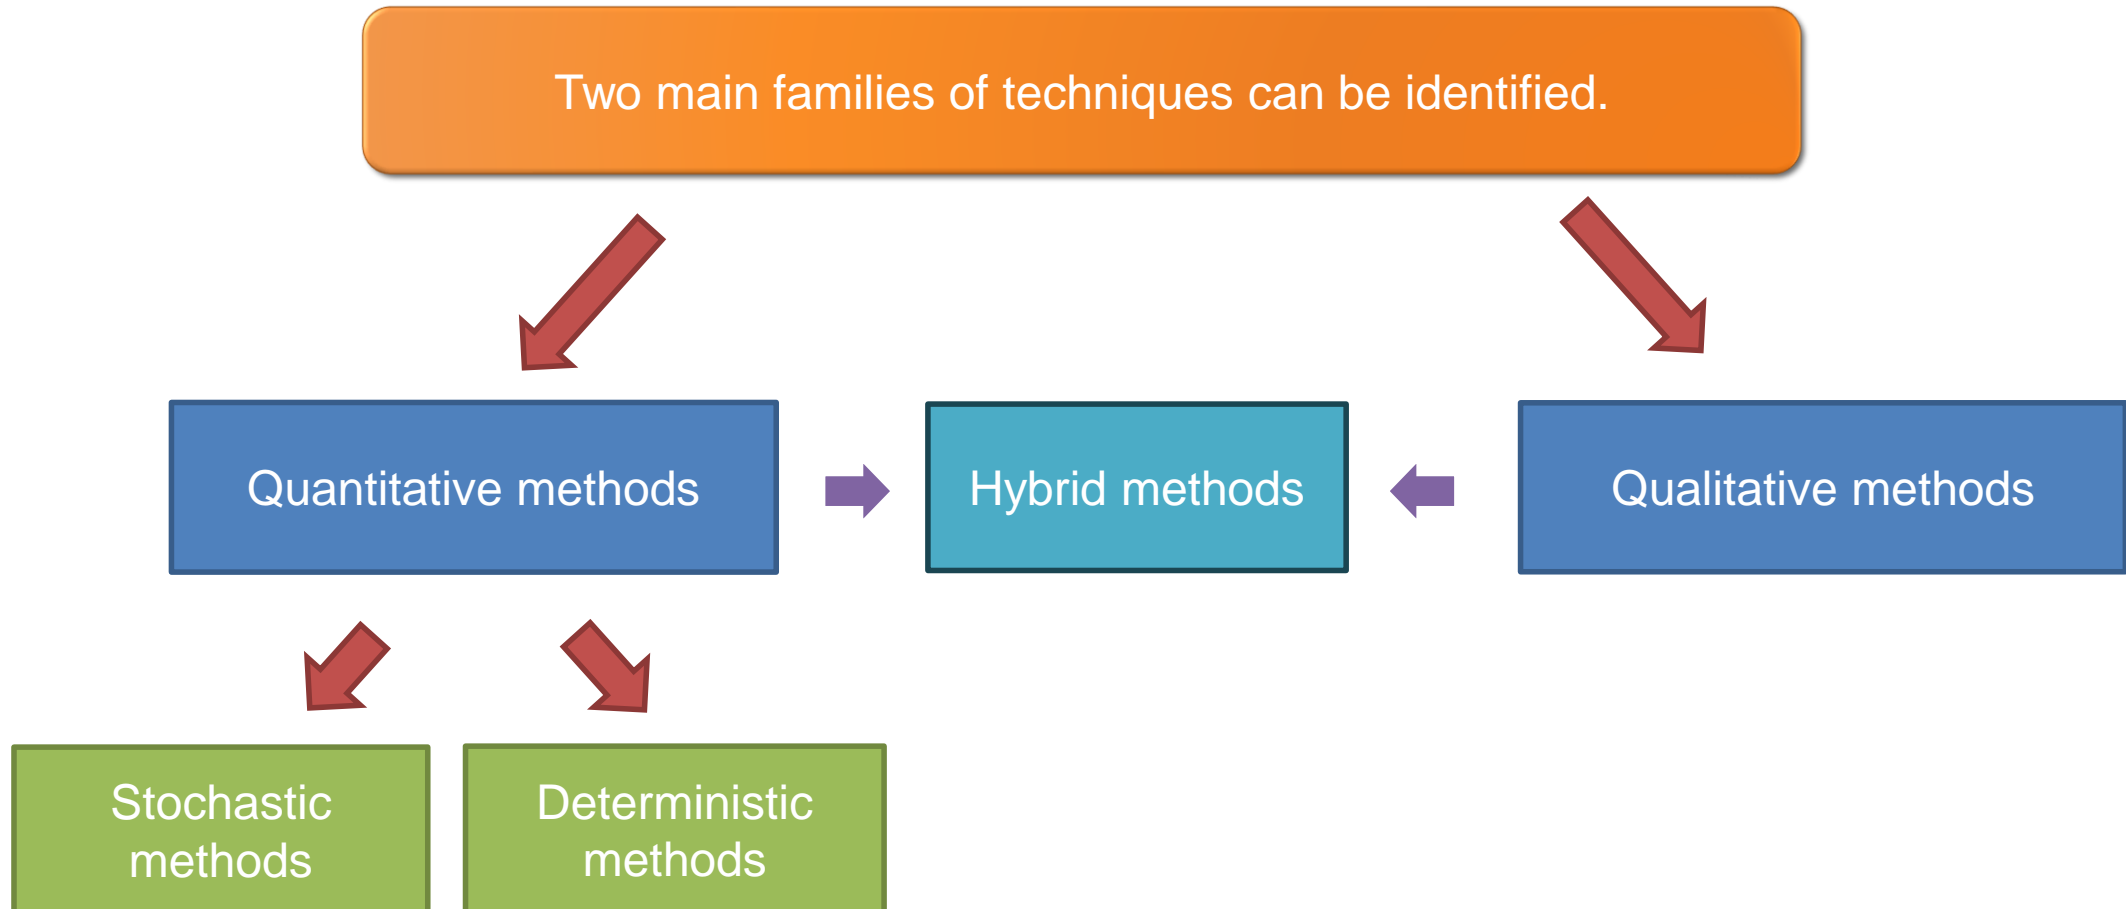 Two main families of techniques can be identified.
Quantitative methods
Hybrid methods
Qualitative methods
Stochastic
methods
Deterministic
methods